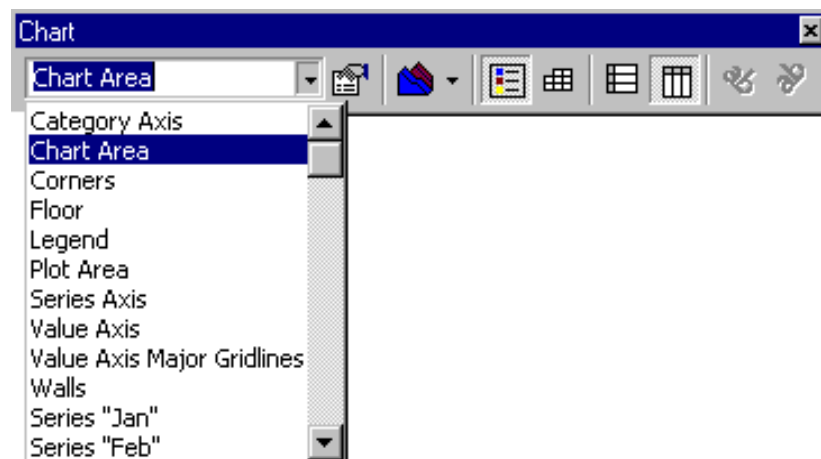 Chart
Chart Area
Category Axis
Chart Area
Corners
Floor
Legend
Plot Area
Series Axis
Value Axis
Value Axis Major Gridlines
Walls
Series "Jan"
Series "Feb"